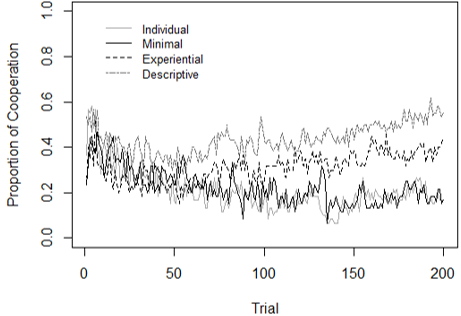 1.0
0.8
0.6
0.4
0.2
0.0
Proportion of Cooperation
Individual
Minimal
Experiential
Descriptive
0 50 100 150 200
Trial